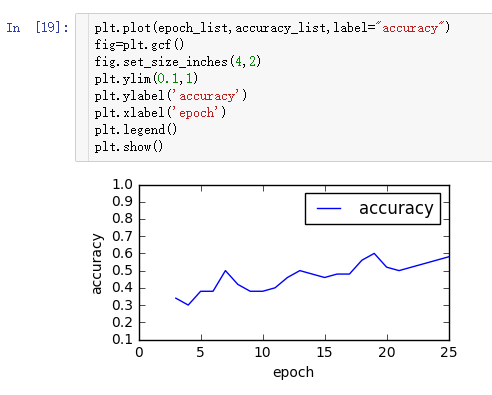 In [19]:
plt.plot(epoch_list,accuracy_list,label="accuracy")
fig=plt.gcf()
fig.set_size_inches(4,2)
plt.ylim(0.1,1)
plt.ylabel('accuracy')
plt.xlabel('epoch')
plt.legend()
plt.show()
1.0
0.9
0.8
0.7
0.6
0.5
0.4
0.3
0.2
0.1
accuracy
accuracy
0 5 10 15 20 25
epoch